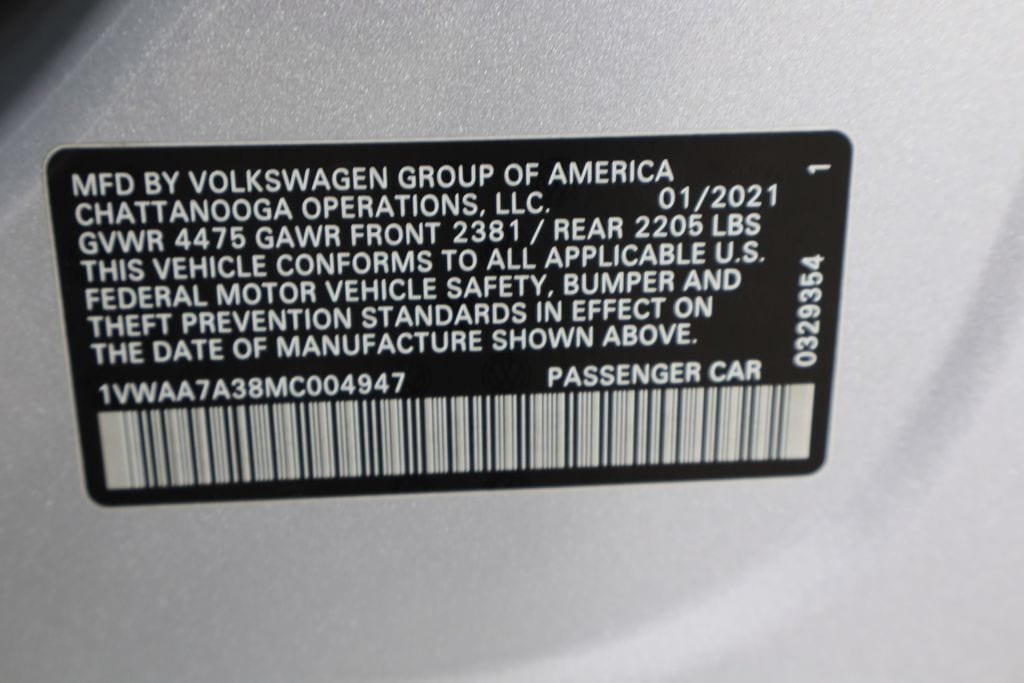 MFD BY VOLKSWAGEN GROUP OF AMERICA
CHATTANOOGA OPERATIONS, LLC. 01/2021
GVWR 4475 GAWR FRONT 2381 / REAR 2205 LBS
THIS VEHICLE CONFORMS TO ALL APPLICABLE U.S.
FEDERAL MOTOR VEHICLE SAFETY, BUMPER AND
THEFT PREVENTION STANDARDS IN EFFECT ON
THE DATE OF MANUFACTURE SHOWN ABOVE.
1VWAA7A38MC004947 PASSENGER CAR
0329354 1